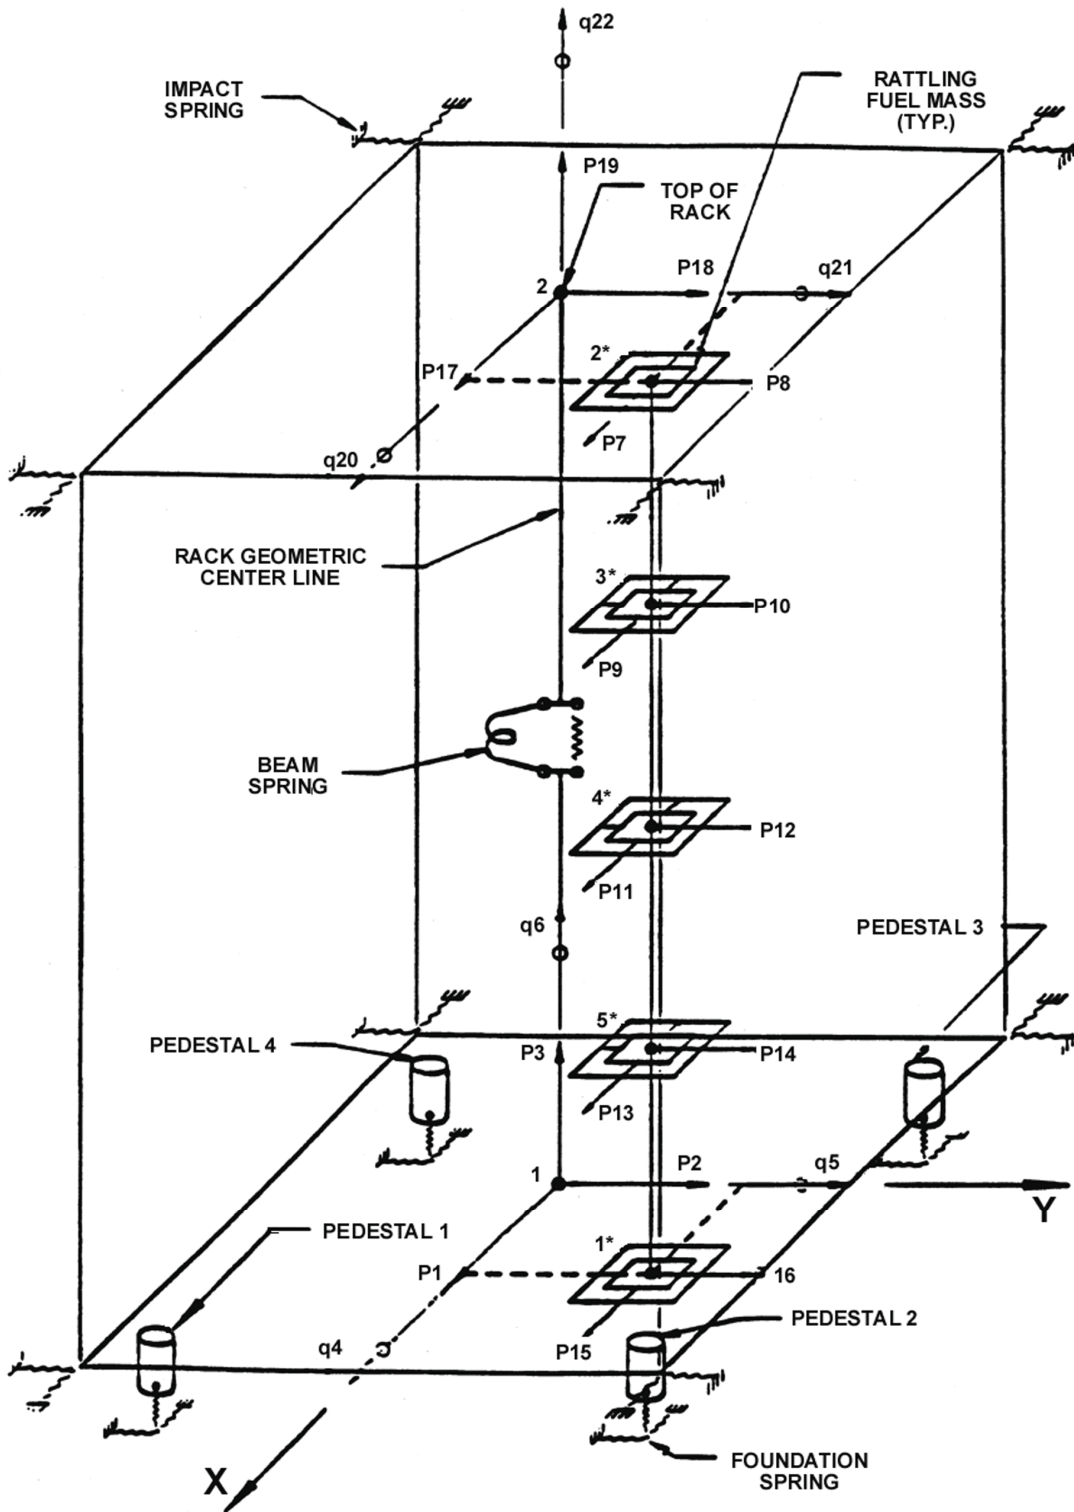 q22
IMPACT
SPRING
RATTLING
FUEL MASS
(TYP.)
P19
TOP OF
RACK
P18
q21
2
2*
P17
P8
P7
q20
RACK GEOMETRIC
CENTER LINE
3*
P10
P9
BEAM
SPRING
4*
P12
P11
q6
PEDESTAL 3
5*
PEDESTAL 4
P3
P14
P13
1
P2
q5
Y
PEDESTAL 1
1*
P1
16
PEDESTAL 2
q4
P15
X
FOUNDATION
SPRING